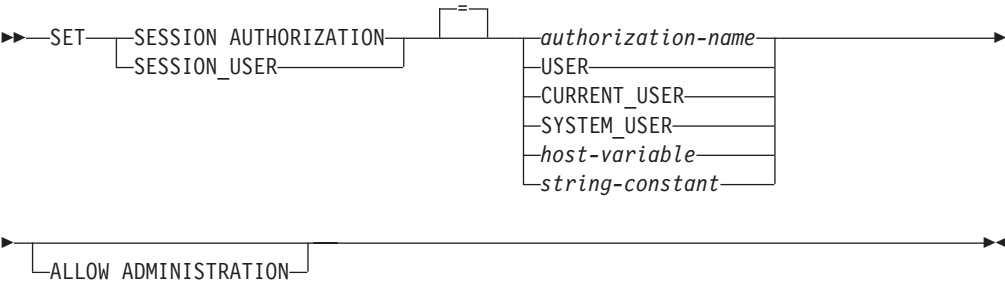 =
SET SESSION AUTHORIZATION authorization-name
SESSION_USER USER
CURRENT_USER
SYSTEM_USER
host-variable
string-constant
ALLOW ADMINISTRATION